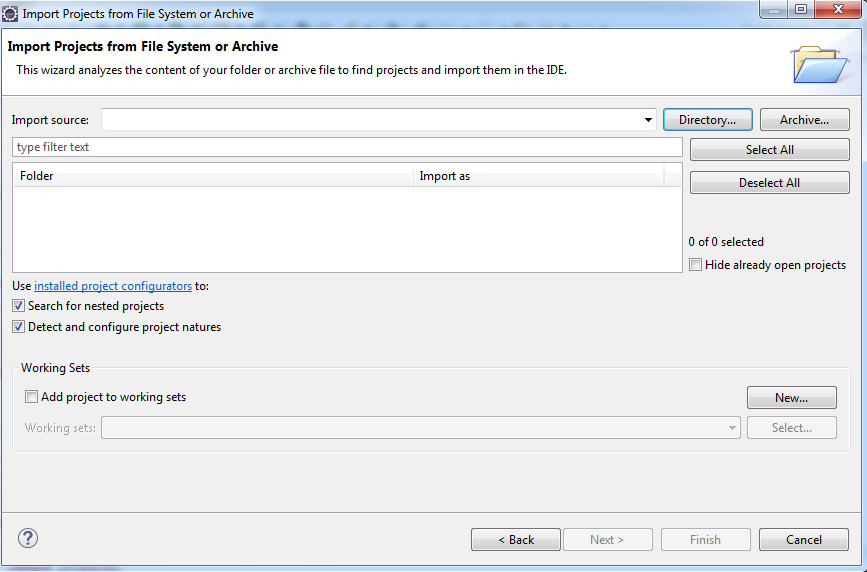 Import Projects from File System or Archive
Import Projects from File System or Archive
This wizard analyzes the content of your folder or archive file to find projects and import them in the IDE.
Import source: Directory... Archive...
type filter text Select All
Folder Import as
Deselect All
0 of 0 selected
Hide already open projects
Use installed project configurators to:
Search for nested projects
Detect and configure project natures
Working Sets
Add project to working sets New...
Working sets: Select...
? < Back Next > Finish Cancel